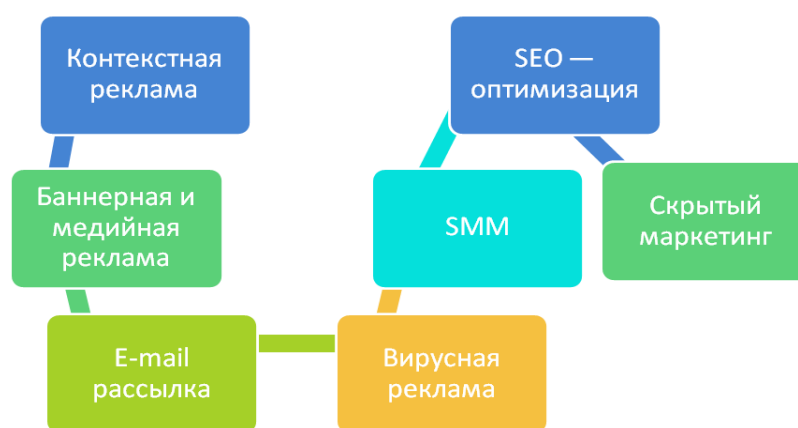 Контекстная
реклама
Баннерная и
медийная
реклама
E-mail
рассылка
Вирусная
реклама
SMM
SEO —
оптимизация
Скрытый
маркетинг